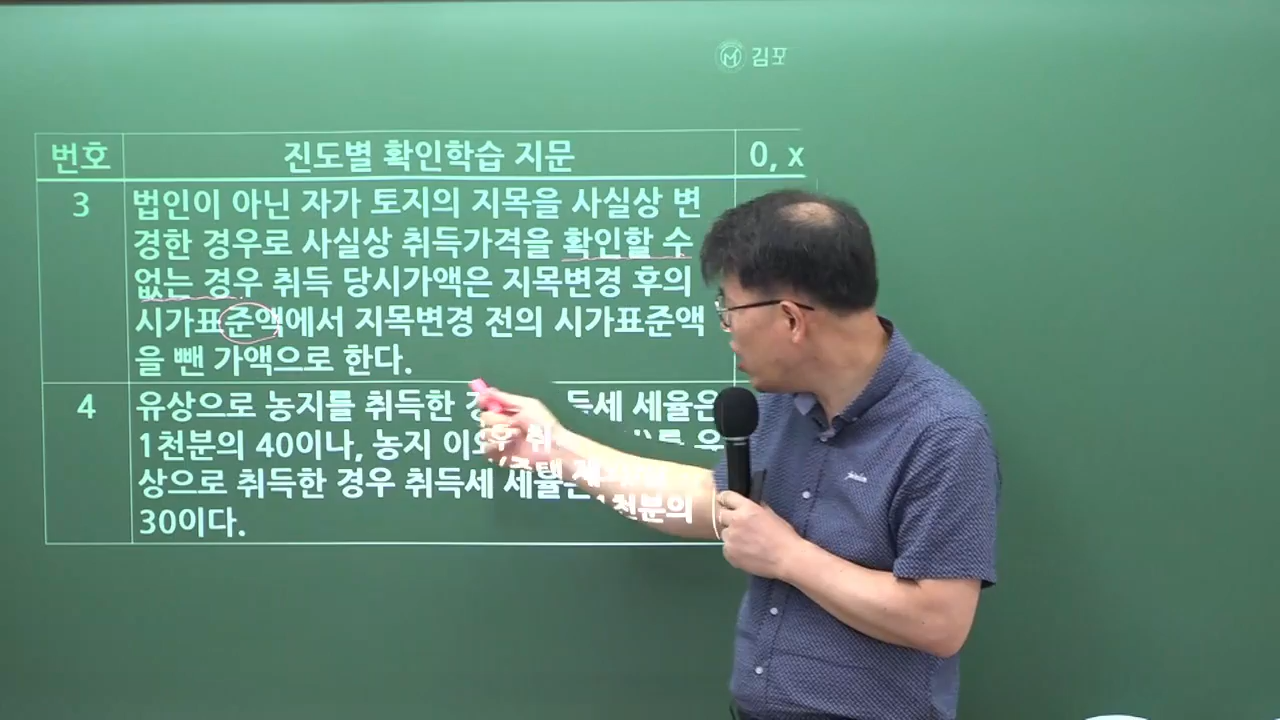 김포
번호 진도별 확인학습 지문 0, x
3 법인이 아닌 자가 토지의 지목을 사실상 변
경한 경우로 사실상 취득가격을 확인할 수
없는 경우 취득 당시가액은 지목변경 후의
시가표준액에서 지목변경 전의 시가표준액
을 뺀 가액으로 한다.
4 유상으로 농지를 취득한 세율은
1천분의 40이나, 농지 이외 를 유
상으로 취득한 경우 취득세 세율은 1천분의
30이다.